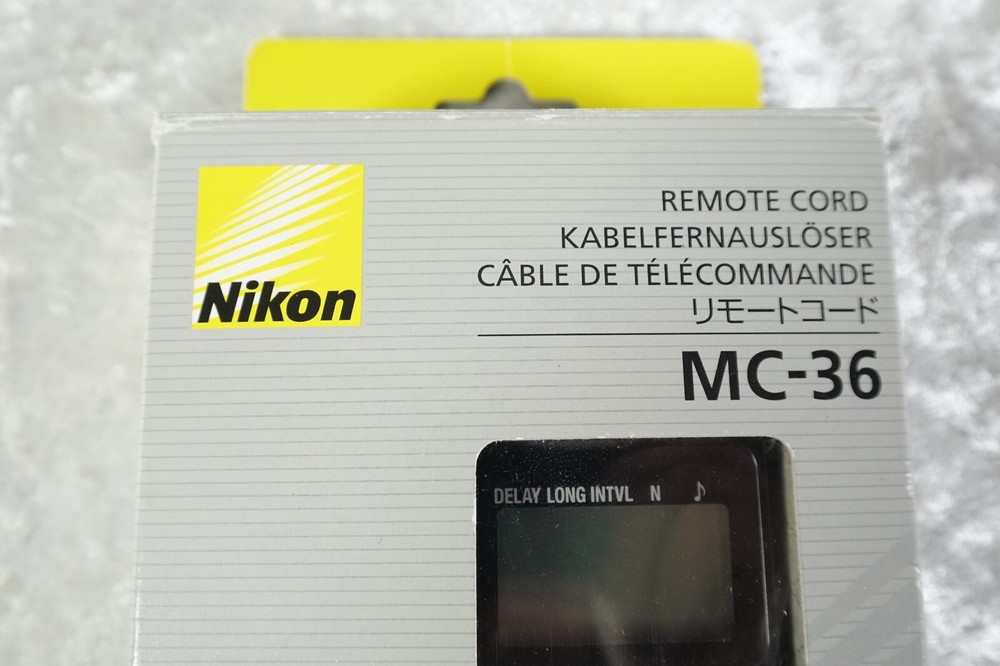 Nikon
REMOTE CORD
KABELFERNAUSLÖSER
CÂBLE DE TÉLÉCOMMANDE
リモートコード
MC-36
DELAY LONG INTVL N ♪